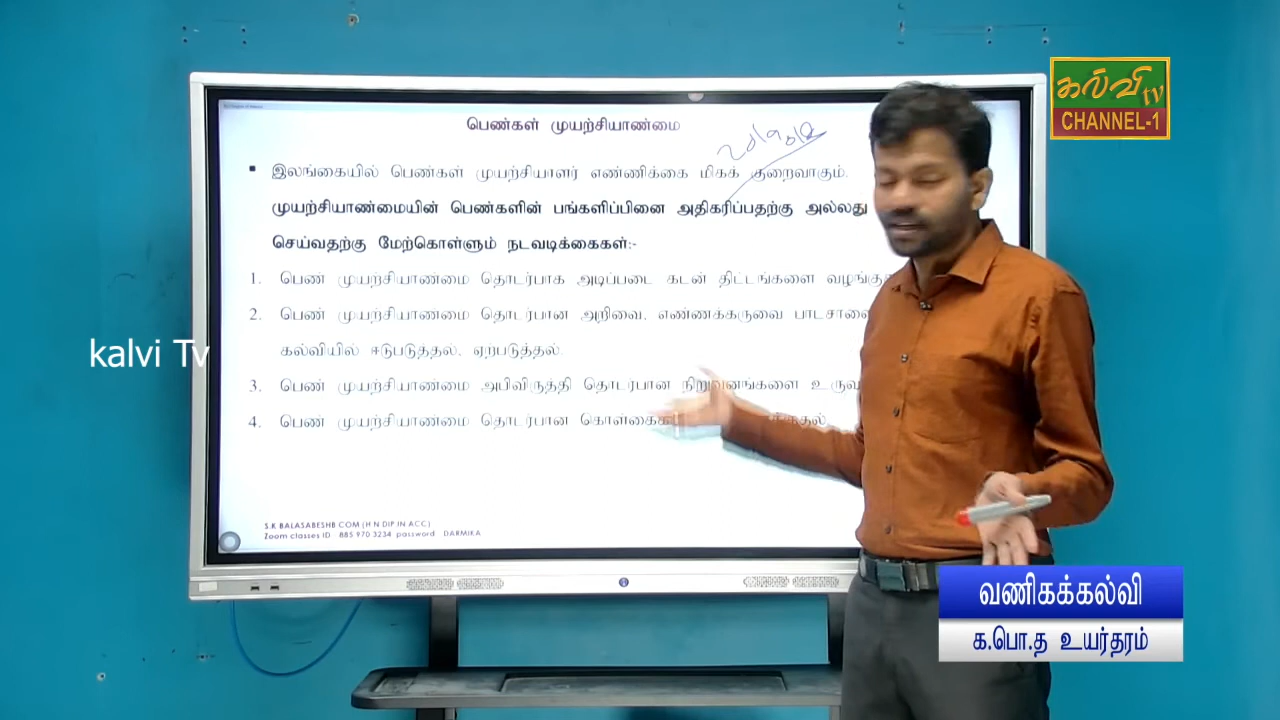 கல்வி tv
CHANNEL-1
பெண்கள் முயற்சியாண்மை
இலங்கையில் பெண்கள் முயற்சியாளர் எண்ணிக்கை மிகக் குறைவாகும்.
முயற்சியாண்மையின் பெண்களின் பங்களிப்பினை அதிகரிப்பதற்கு அல்லது
செய்வதற்கு மேற்கொள்ளும் நடவடிக்கைகள்:-
1. பெண் முயற்சியாண்மை தொடர்பாக அடிப்படை கடன் திட்டங்களை
2. பெண் முயற்சியாண்மை தொடர்பான அறிவை, எண்ணக்கருவை
கல்வியில் ஈடுபடுத்தல், ஏற்படுத்தல்.
3. பெண் முயற்சியாண்மை அபிவிருத்தி தொடர்பான நிறுவனங்களை
4. பெண் முயற்சியாண்மை தொடர்பான
kalvi Tv
S.K BALASABESHB COM (H N DIP IN ACC)
Zoom classes ID 885 970 3234 password DARMIKA
வணிகக்கல்வி
க.பொ.த உயர்தரம்